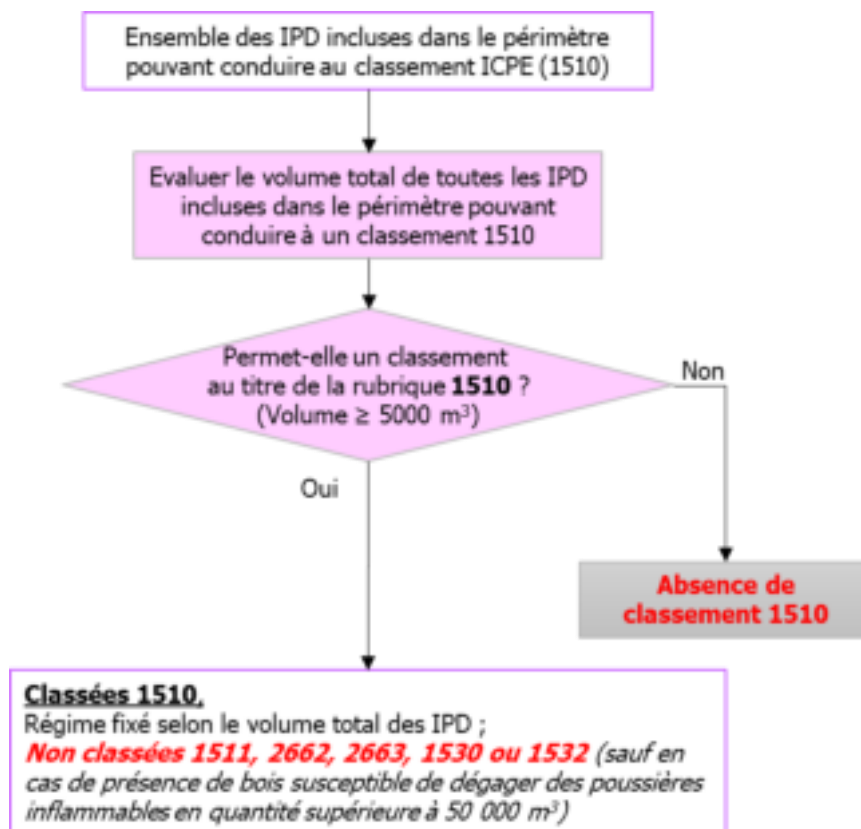 Ensemble des IPD incluses dans le périmètre
pouvant conduire au classement ICPE (1510)
Evaluer le volume total de toutes les IPD
incluses dans le périmètre pouvant
conduire à un classement 1510
Permet-elle un classement
au titre de la rubrique 1510 ?
(Volume ≥ 5000 m³)
Non
Oui
Absence de
classement 1510
Classées 1510,
Régime fixé selon le volume total des IPD ;
Non classées 1511, 2662, 2663, 1530 ou 1532 (sauf en
cas de présence de bois susceptible de dégager des poussières
inflammables en quantité supérieure à 50 000 m³)